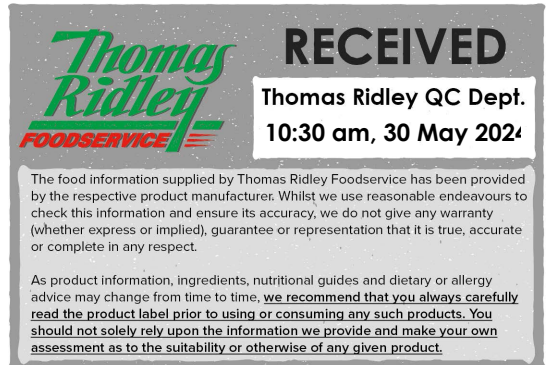 Thomas
Ridley
FOODSERVICE
RECEIVED
Thomas Ridley QC Dept.
10:30 am, 30 May 2024
The food information supplied by Thomas Ridley Foodservice has been provided
by the respective product manufacturer. Whilst we use reasonable endeavours to
check this information and ensure its accuracy, we do not give any warranty
(whether express or implied), guarantee or representation that it is true, accurate
or complete in any respect.
As product information, ingredients, nutritional guides and dietary or allergy
advice may change from time to time, we recommend that you always carefully
read the product label prior to using or consuming any such products. You
should not solely rely upon the information we provide and make your own
assessment as to the suitability or otherwise of any given product.